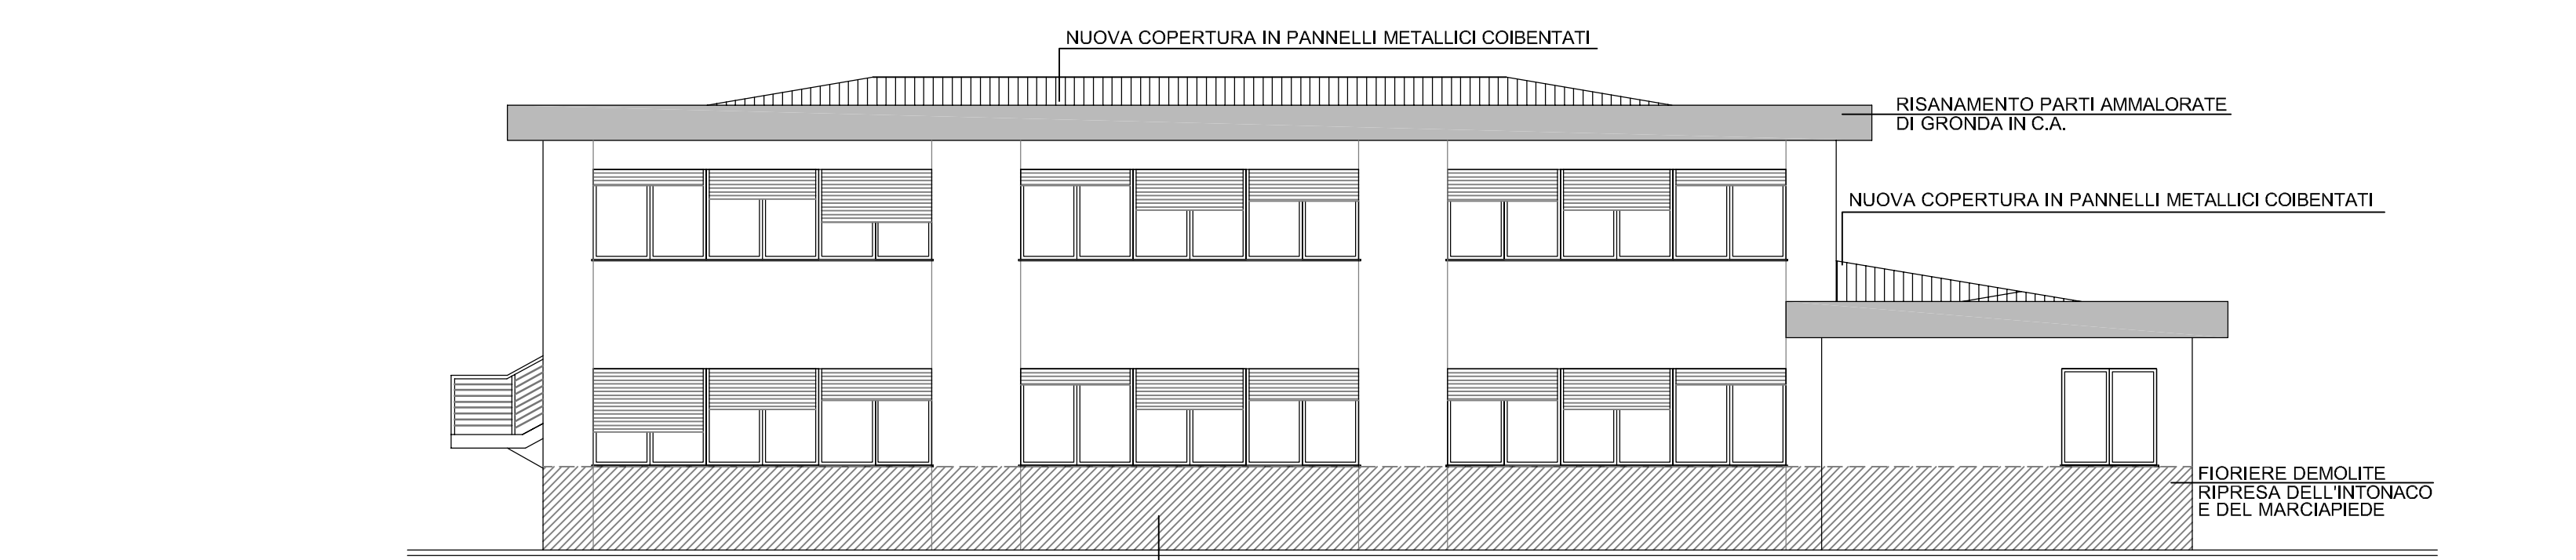 NUOVA COPERTURA IN PANNELLI METALLICI COIBENTATI
RISANAMENTO PARTI AMMALORATE
DI GRONDA IN C.A.
NUOVA COPERTURA IN PANNELLI METALLICI COIBENTATI
FIORIERE DEMOLITE
RIPRESA DELL'INTONACO
E DEL MARCIAPIEDE